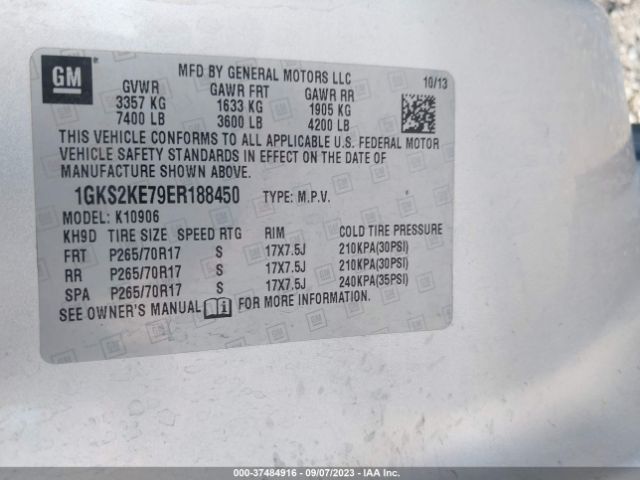 GM
MFD BY GENERAL MOTORS LLC
10/13
GVWR GAWR FRT GAWR RR
3357 KG 1633 KG 1905 KG
7400 LB 3600 LB 4200 LB
THIS VEHICLE CONFORMS TO ALL APPLICABLE U.S. FEDERAL MOTOR
VEHICLE SAFETY STANDARDS IN EFFECT ON THE DATE OF
MANUFACTURE SHOWN ABOVE.
1GKS2KE79ER188450 TYPE: M.P.V.
MODEL: K10906
KH9D TIRE SIZE SPEED RTG RIM COLD TIRE PRESSURE
FRT P265/70R17 S 17X7.5J 210KPA(30PSI)
RR P265/70R17 S 17X7.5J 210KPA(30PSI)
SPA P265/70R17 S 17X7.5J 240KPA(35PSI)
SEE OWNER'S MANUAL FOR MORE INFORMATION.
000-37484916 - 09/07/2023 - IAA Inc.